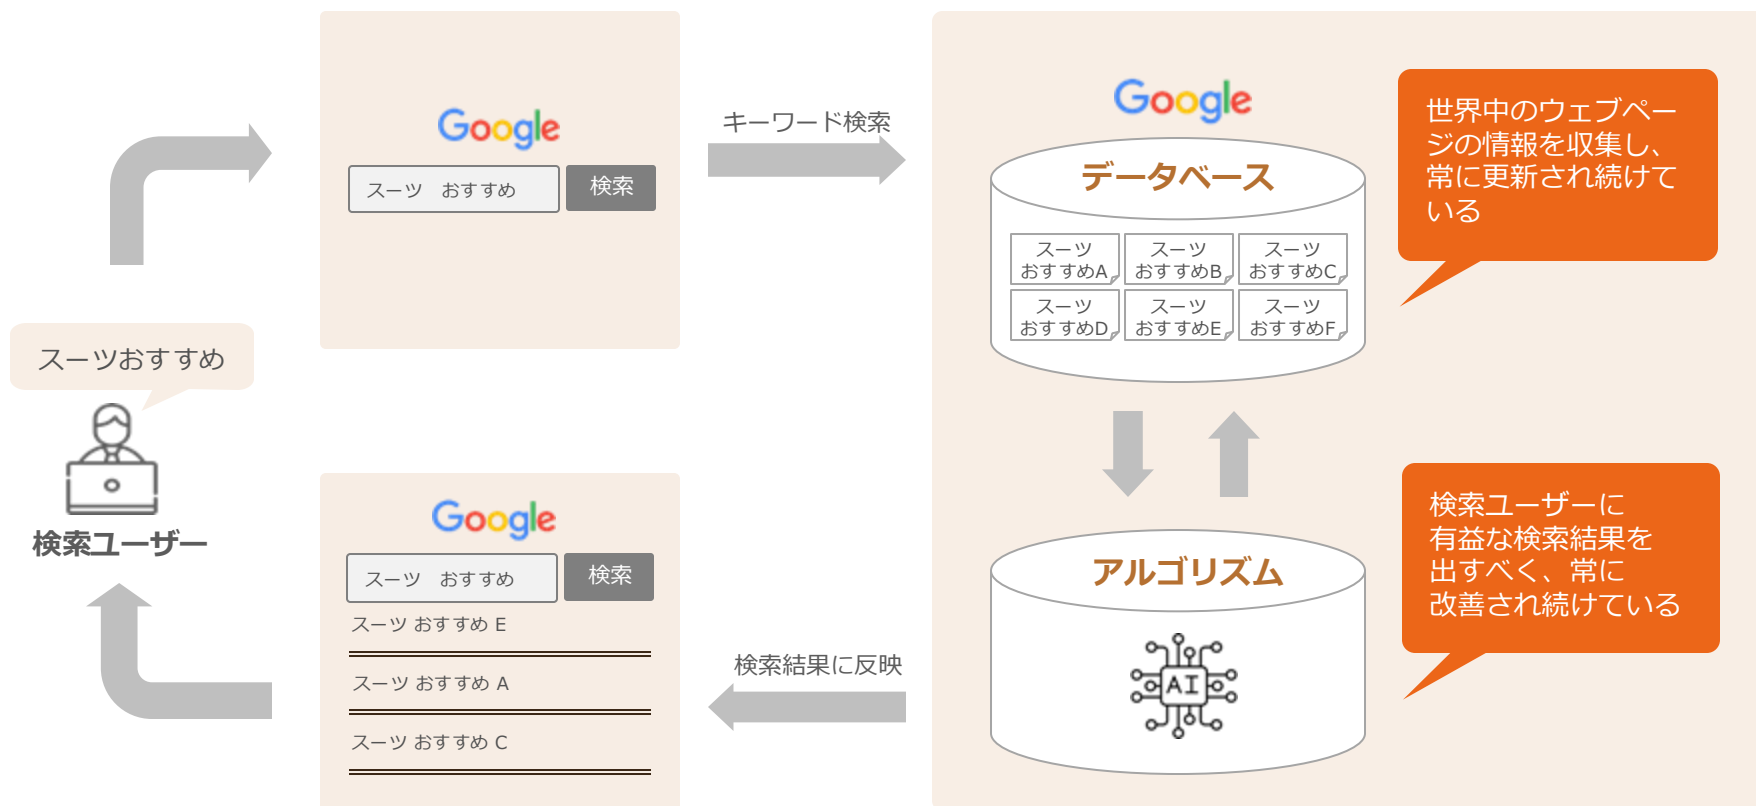 Google
スーツ　おすすめ
検索
キーワード検索
Google
データベース
スーツ
おすすめA
スーツ
おすすめB
スーツ
おすすめC
スーツ
おすすめD
スーツ
おすすめE
スーツ
おすすめF
世界中のウェブペー
ジの情報を収集し、
常に更新され続けて
いる
スーツおすすめ
検索ユーザー
Google
スーツ　おすすめ
検索
スーツ おすすめ E
スーツ おすすめ A
スーツ おすすめ C
検索結果に反映
アルゴリズム
AI
検索ユーザーに
有益な検索結果を
出すべく、常に
改善され続けている